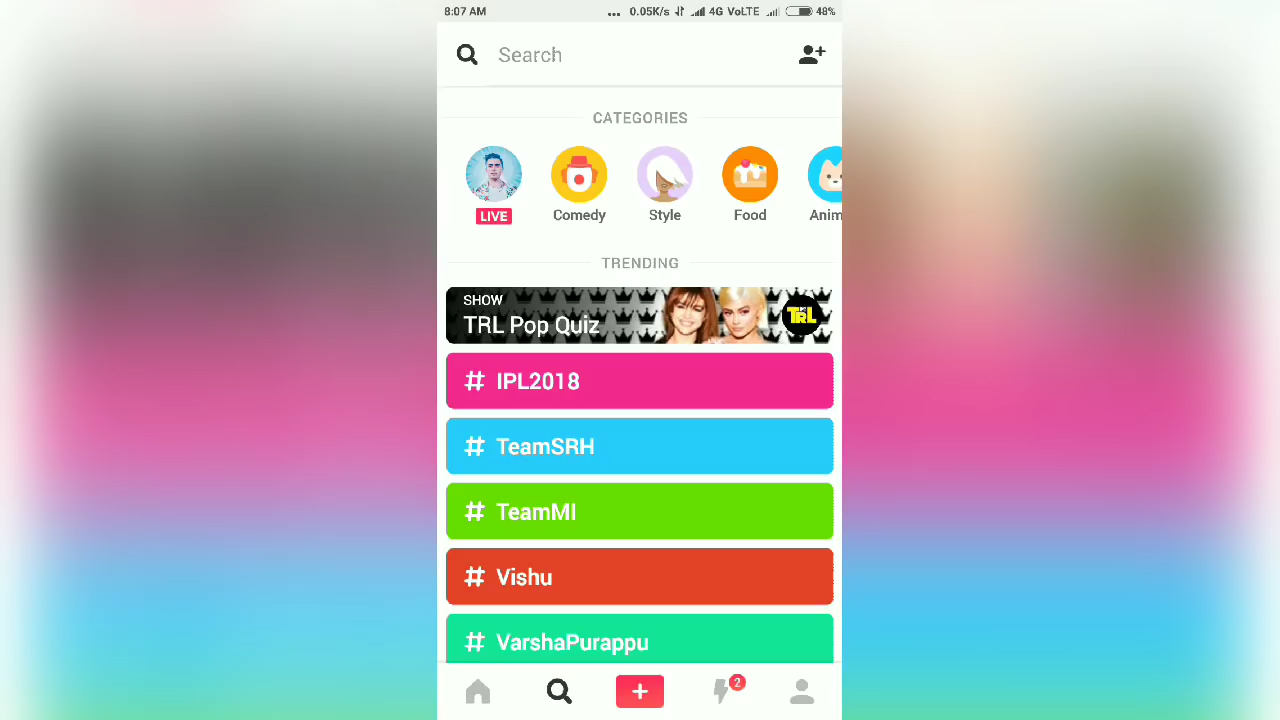 8:07 AM ... 0.05K/s 4G VoLTE 48%
Search
CATEGORIES
LIVE Comedy Style Food Anim
TRENDING
SHOW
TRL Pop Quiz
TRL
# IPL2018
# TeamSRH
# TeamMI
# Vishu
# VarshaPurappu
2